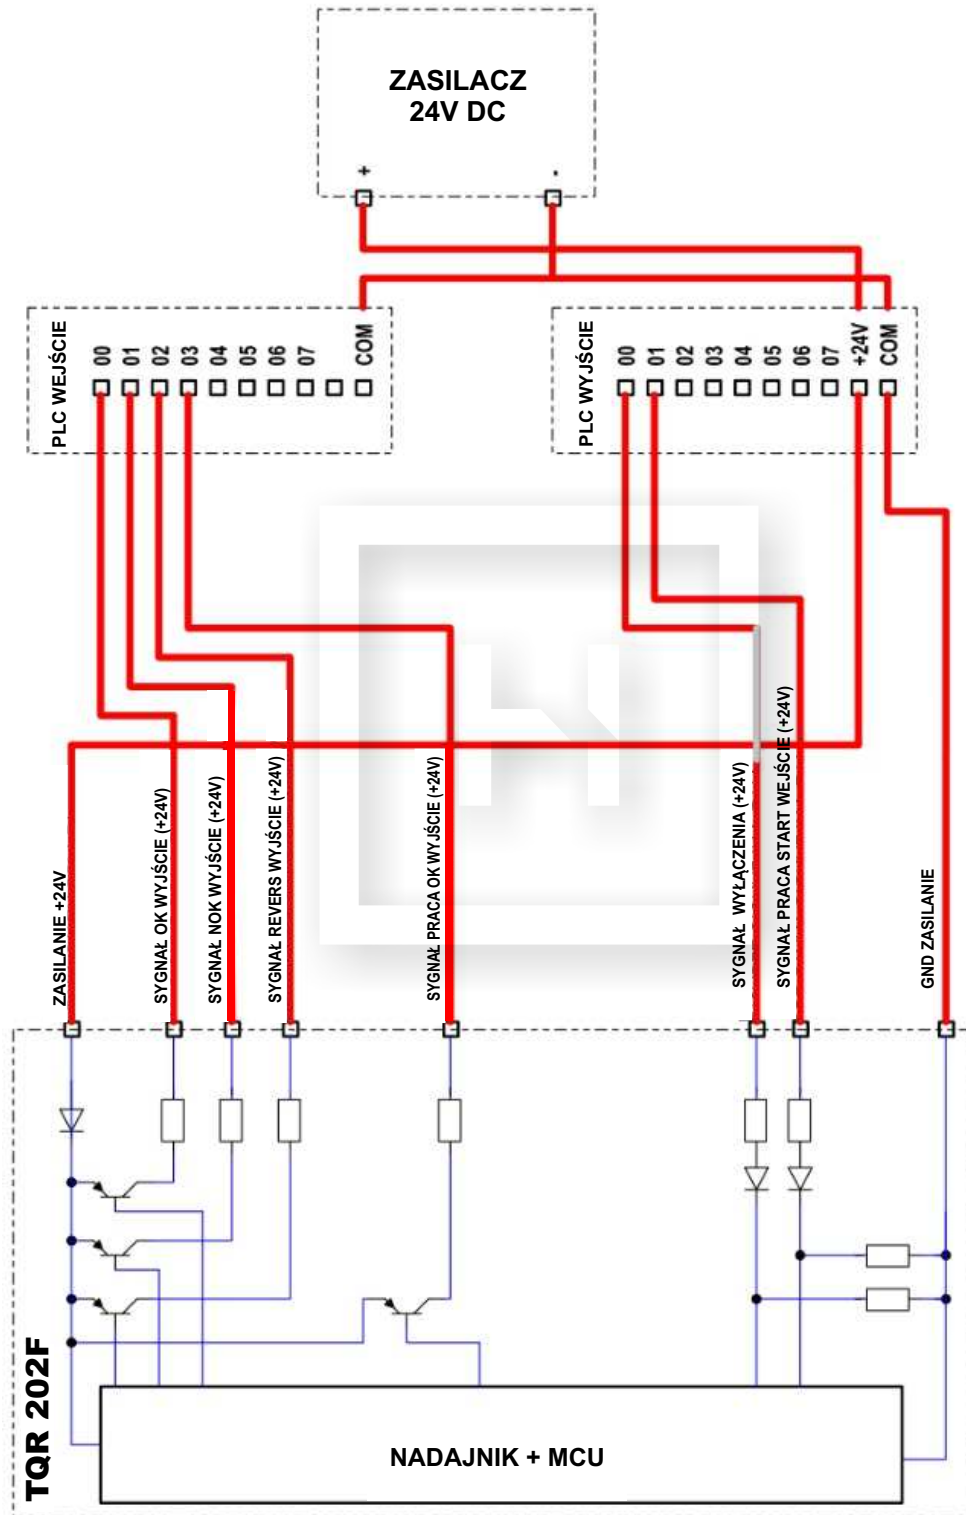 ZASILACZ
24V DC
+
-
PLC WEJŚCIE
00
01
02
03
04
05
06
07
COM
PLC WYJŚCIE
00
01
02
03
04
05
06
07
+24V
COM
ZASILANIE +24V
SYGNAŁ OK WYJŚCIE (+24V)
SYGNAŁ NOK WYJŚCIE (+24V)
SYGNAŁ REVERS WYJŚCIE (+24V)
SYGNAŁ PRACA OK WYJŚCIE (+24V)
SYGNAŁ WYŁĄCZENIA (+24V)
SYGNAŁ PRACA START WEJŚCIE (+24V)
GND ZASILANIE
TQR 202F
NADAJNIK + MCU